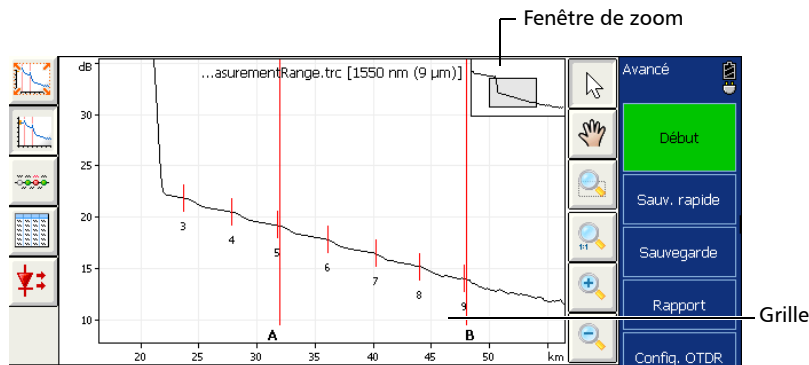 Fenêtre de zoom
dB
...asurementRange.trc [1550 nm (9 µm)]
30
25
20
15
10
3
4
5
6
7
8
9
A
B
20
25
30
35
40
45
50
km
1:1
Avancé
Début
Sauv. rapide
Sauvegarde
Rapport
Config. OTDR
Grille